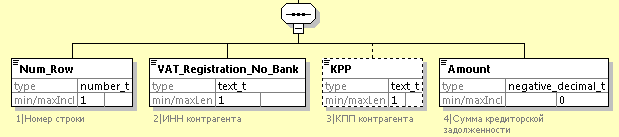 Num_Row
type number_t
min/maxIncl 1
1|Номер строки
VAT_Registration_No_Bank
type text_t
min/maxLen 1
2|ИНН контрагента
KPP
type text_t
min/maxLen 1
3|КПП контрагента
Amount
type negative_decimal_t
min/maxIncl 0
4|Сумма кредиторской
задолженности